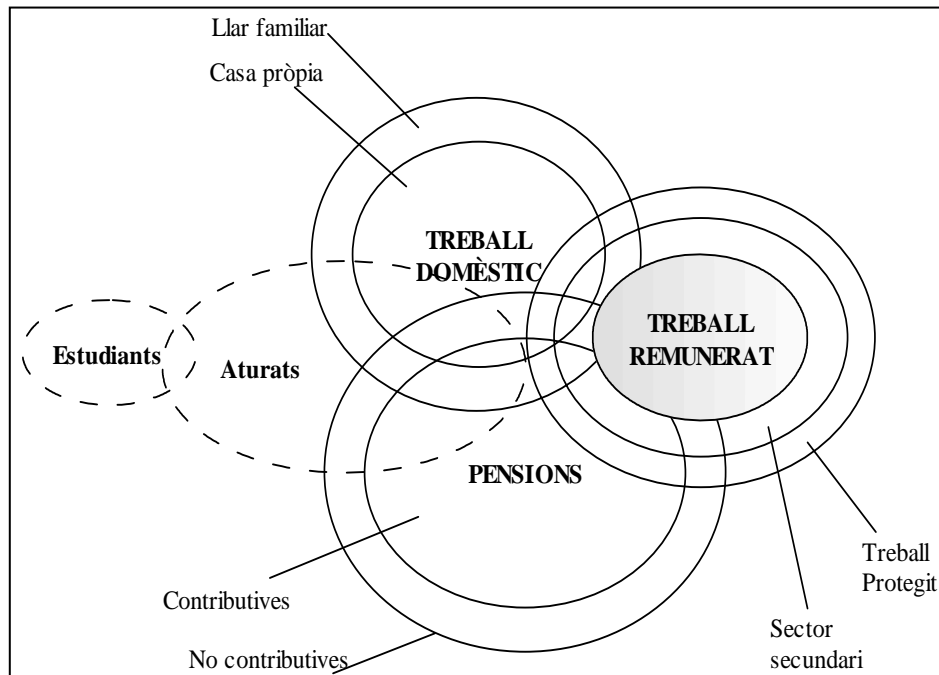 Llar familiar
Casa pròpia
TREBALL
DOMÈSTIC
TREBALL
REMUNERAT
Estudiants
Aturats
PENSIONS
Treball
Protegit
Contributives
Sector
secundari
No contributives